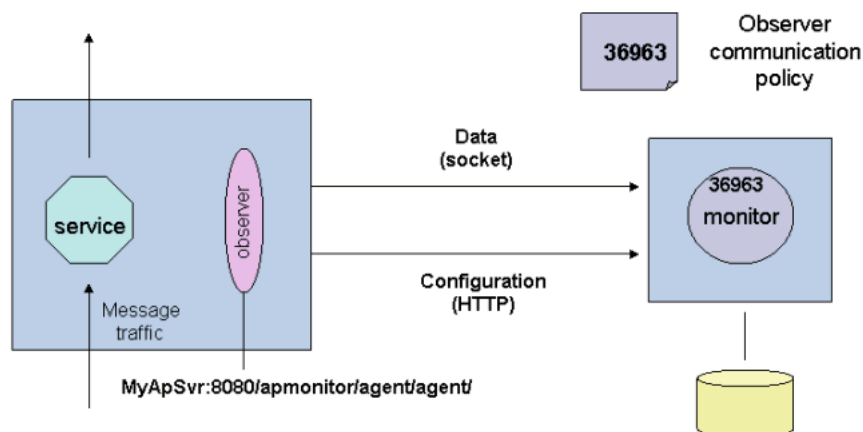 Observer
communication
policy
36963
Data
(socket)
36963
monitor
service
observer
Configuration
(HTTP)
Message
traffic
MyApSvr:8080/apmonitor/agent/agent/